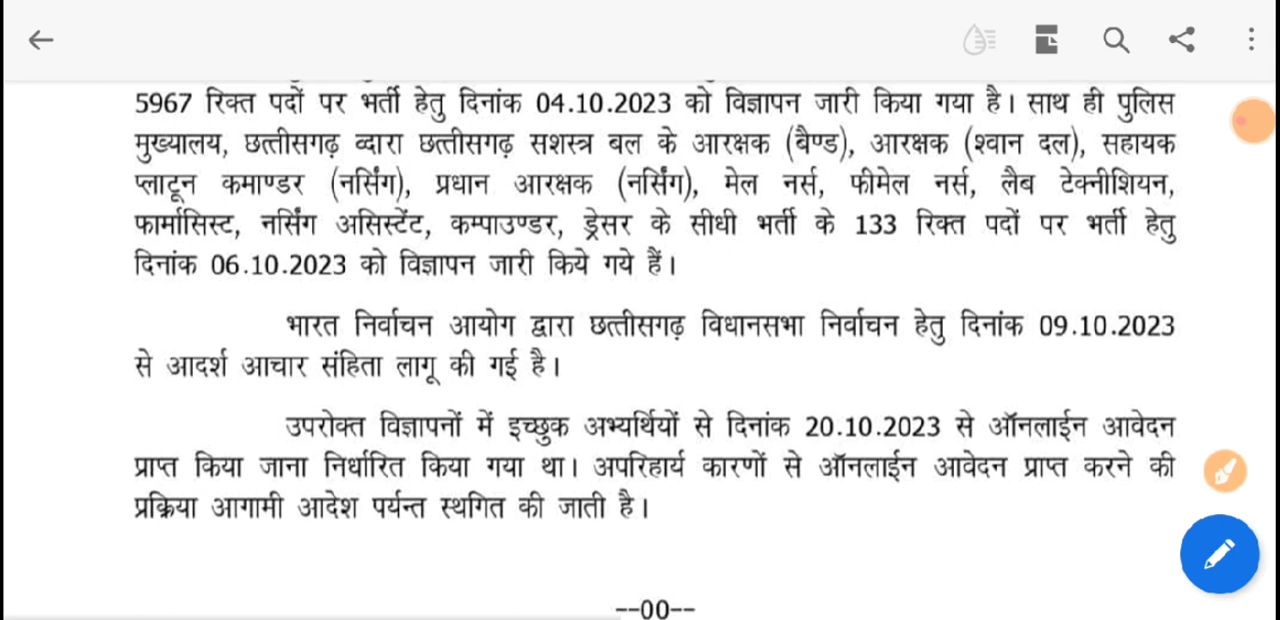 5967 रिक्त पदों पर भर्ती हेतु दिनांक 04.10.2023 को विज्ञापन जारी किया गया है। साथ ही पुलिस
मुख्यालय, छत्तीसगढ़ व्दारा छत्तीसगढ़ सशस्त्र बल के आरक्षक (बैण्ड), आरक्षक (श्वान दल), सहायक
प्लाटून कमाण्डर (नर्सिंग), प्रधान आरक्षक (नर्सिंग), मेल नर्स, फीमेल नर्स, लैब टेक्नीशियन,
फार्मासिस्ट, नर्सिंग असिस्टेंट, कम्पाउण्डर, ड्रेसर के सीधी भर्ती के 133 रिक्त पदों पर भर्ती हेतु
दिनांक 06.10.2023 को विज्ञापन जारी किये गये हैं।
भारत निर्वाचन आयोग द्वारा छत्तीसगढ़ विधानसभा निर्वाचन हेतु दिनांक 09.10.2023
से आदर्श आचार संहिता लागू की गई है।
उपरोक्त विज्ञापनों में इच्छुक अभ्यर्थियों से दिनांक 20.10.2023 से ऑनलाईन आवेदन
प्राप्त किया जाना निर्धारित किया गया था। अपरिहार्य कारणों से ऑनलाईन आवेदन प्राप्त करने की
प्रक्रिया आगामी आदेश पर्यन्त स्थगित की जाती है।
--00--